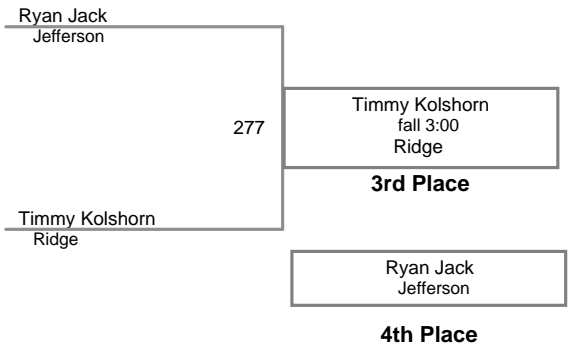 Ryan Jack
Jefferson
277
Timmy Kolshorn
fall 3:00
Ridge
3rd Place
Timmy Kolshorn
Ridge
Ryan Jack
Jefferson
4th Place